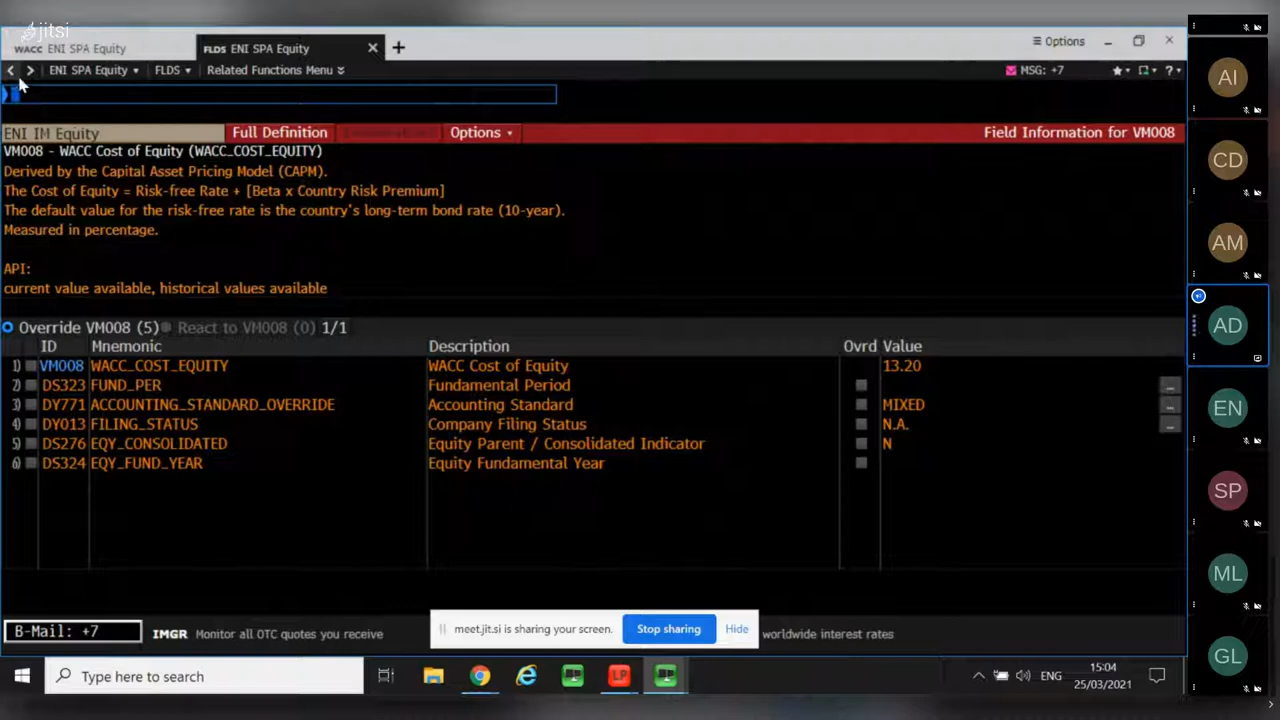 jitsi
WACC ENI SPA Equity
FLDS ENI SPA Equity
Options
ENI SPA Equity
FLDS
Related Functions Menu
MSG: +7
ENI IM Equity
Full Definition
Options
Field Information for VM008
VM008 - WACC Cost of Equity (WACC_COST_EQUITY)
Derived by the Capital Asset Pricing Model (CAPM).
The Cost of Equity = Risk-free Rate + [Beta x Country Risk Premium]
The default value for the risk-free rate is the country's long-term bond rate (10-year).
Measured in percentage.
API:
current value available, historical values available
Override VM008 (5) React to VM008 (0) 1/1
ID Mnemonic Description Ovrd Value
1) VM008 WACC_COST_EQUITY WACC Cost of Equity 13.20
2) DS323 FUND_PER Fundamental Period
3) DY771 ACCOUNTING_STANDARD_OVERRIDE Accounting Standard MIXED
4) DY013 FILING_STATUS Company Filing Status N.A.
5) DS276 EQY_CONSOLIDATED Equity Parent / Consolidated Indicator N
6) DS324 EQY_FUND_YEAR Equity Fundamental Year
B-Mail: +7
IMGR Monitor all OTC quotes you receive
meet.jit.si is sharing your screen.
Stop sharing
Hide
worldwide interest rates
Type here to search
LP
ENG
15:04
25/03/2021
AI
CD
AM
AD
EN
SP
ML
GL